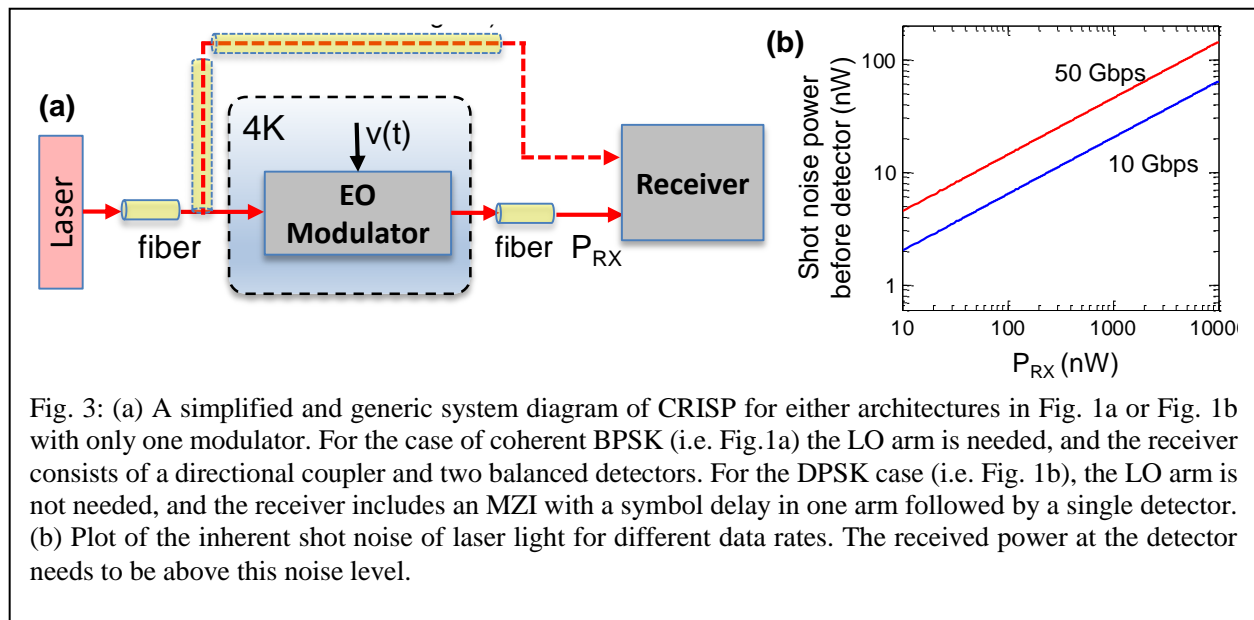 (a)
Laser
fiber
4K
v(t)
EO
Modulator
fiber
PRX
Receiver
(b)
Shot noise power
before detector (nW)
100
10
1
50 Gbps
10 Gbps
10
100
1000
10000
PRX (nW)
Fig. 3: (a) A simplified and generic system diagram of CRISP for either architectures in Fig. 1a or Fig. 1b
with only one modulator. For the case of coherent BPSK (i.e. Fig.1a) the LO arm is needed, and the receiver
consists of a directional coupler and two balanced detectors. For the DPSK case (i.e. Fig. 1b), the LO arm is
not needed, and the receiver includes an MZI with a symbol delay in one arm followed by a single detector.
(b) Plot of the inherent shot noise of laser light for different data rates. The received power at the detector
needs to be above this noise level.